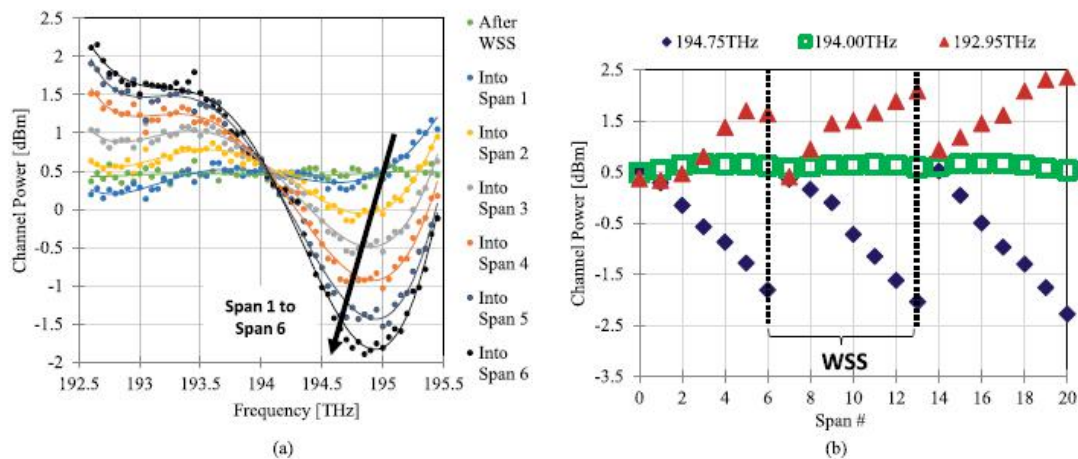 2.5
2
1.5
1
0.5
0
-0.5
-1
-1.5
-2
Channel Power [dBm]
192.5 193 193.5 194 194.5 195 195.5
Frequency [THz]
Span 1 to
Span 6
After
WSS
Into
Span 1
Into
Span 2
Into
Span 3
Into
Span 4
Into
Span 5
Into
Span 6
(a)
194.75THz 194.00THz 192.95THz
2.5
0.5
-1.5
-3.5
Channel Power [dBm]
2.5
0.5
-1.5
-2.5
-3.5
WSS
0 2 4 6 8 10 12 14 16 18 20
Span #
(b)